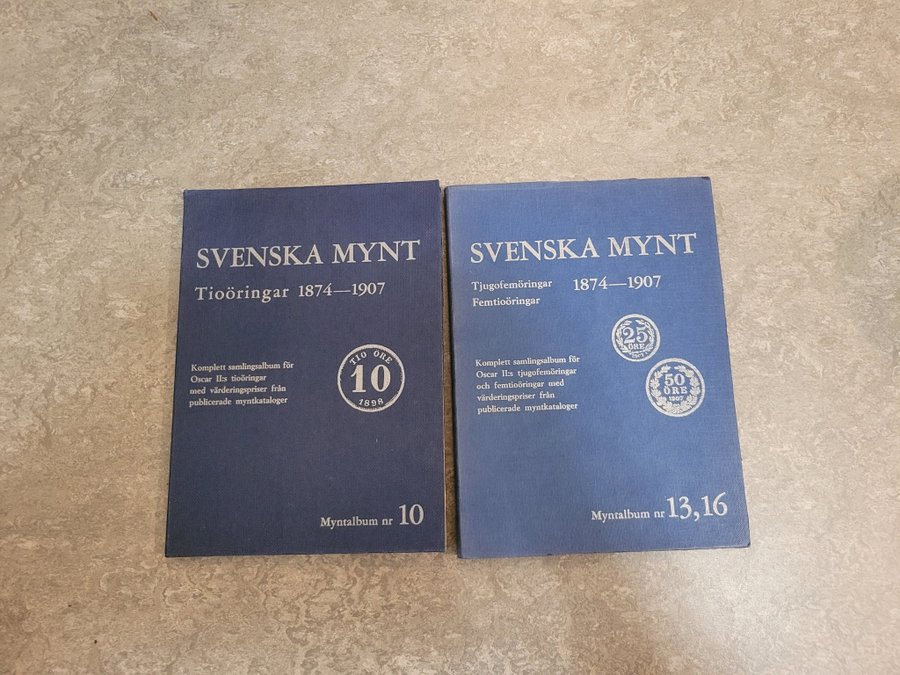 SVENSKA MYNT
Tioöringar 1874—1907
Komplett samlingsalbum för
Oscar II:s tioöringar
med värderingspriser från
publicerade myntkataloger
TIO ÖRE
10
1898
Myntalbum nr 10
SVENSKA MYNT
Tjugofemöringar 1874—1907
Femtioöringar
25
ÖRE
Komplett samlingsalbum för
Oscar II:s tjugofemöringar
och femtioöringar med
värderingspriser från
publicerade myntkataloger
50
ÖRE
1907
Myntalbum nr 13,16